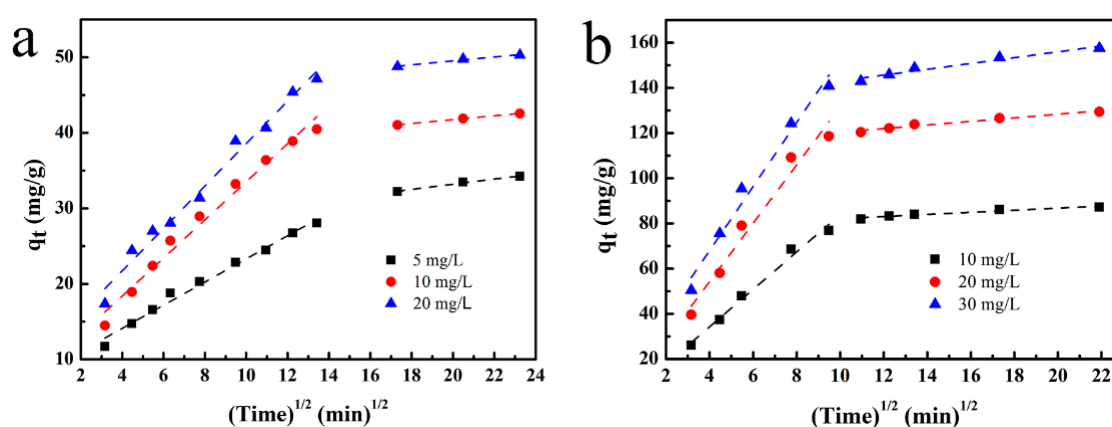 a
50
40
30
20
10
qt (mg/g)
5 mg/L
10 mg/L
20 mg/L
2 4 6 8 10 12 14 16 18 20 22 24
(Time)1/2 (min)1/2
b
160
140
120
100
80
60
40
20
qt (mg/g)
10 mg/L
20 mg/L
30 mg/L
2 4 6 8 10 12 14 16 18 20 22
(Time)1/2 (min)1/2